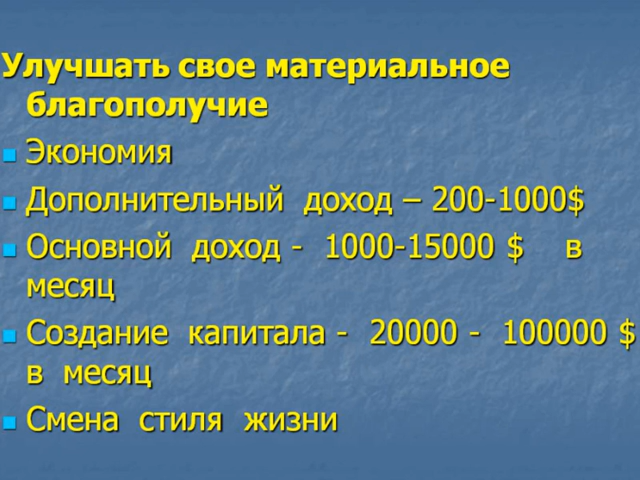 Улучшать свое материальное
благополучие
Экономия
Дополнительный доход – 200-1000$
Основной доход - 1000-15000 $ в
месяц
Создание капитала - 20000 - 100000 $
в месяц
Смена стиля жизни